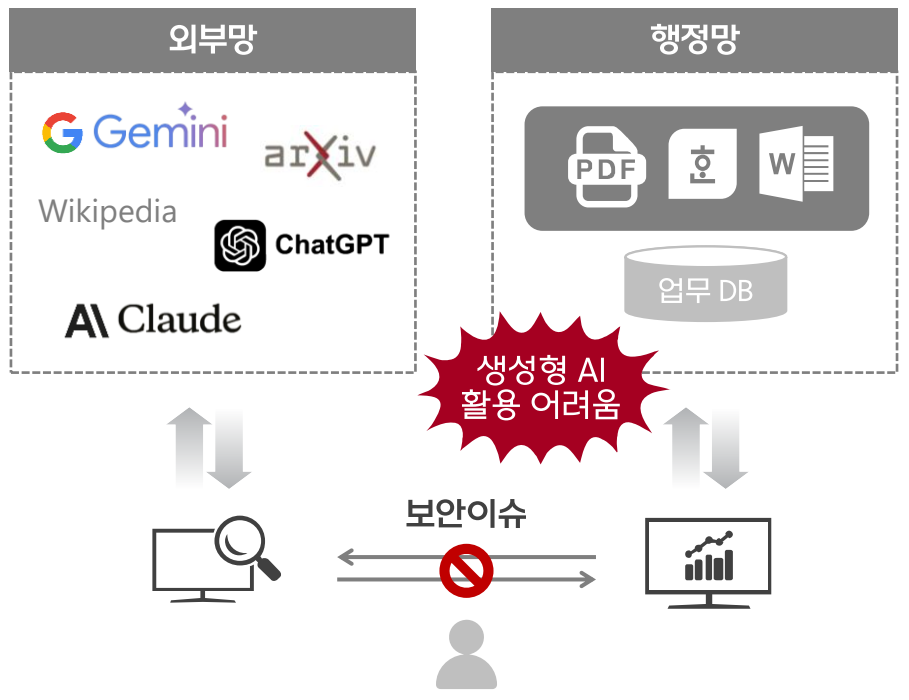 외부망
행정망
Gemini
arXiv
Wikipedia
ChatGPT
Claude
PDF
훈
W
업무 DB
생성형 AI
활용 어려움
보안이슈